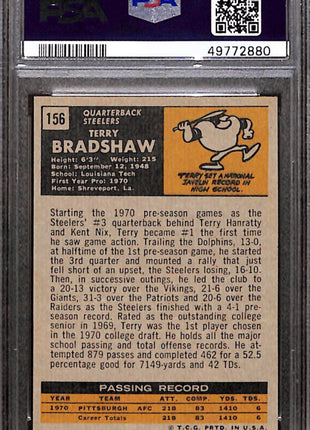 PSA
PSA
49772880
156
QUARTERBACK
STEELERS
TERRY
BRADSHAW
Height: 6'3" Weight: 215
Born: September 12, 1948
School: Louisiana Tech
First Year Pro: 1970
Home: Shreveport, La.
TERRY SET A NATIONAL
JAVELIN RECORD IN
HIGH SCHOOL.
Starting the 1970 pre-season games as the
Steelers' #3 quarterback behind Terry Hanratty
and Kent Nix, Terry became #1 the first time
he saw game action. Trailing the Dolphins, 13-0,
at halftime of the 1st pre-season game, he
started the 3rd quarter and mounted a rally that
just fell short of an upset, the Steelers losing, 16-10.
Then, in successive outings, he led the club to
a 20-13 victory over the Vikings, 21-6 over the
Giants, 31-3 over the Patriots and 20-6 over the
Raiders as the Steelers finished with a 4-1 pre-
season record. Rated as the outstanding college
senior in 1969, Terry was the 1st player chosen
in the 1970 college draft. He holds all the major
school passing and total offense records. He at-
tempted 879 passes and completed 462 for a 52.5
percentage good for 7149-yards and 42 TDs.
PASSING RECORD
YEAR ATT. COMP. YARDS TD
1970 PITTSBURGH AFC 218 83 1410 6
Career Totals 218 83 1410 6
© T.C.G. PRTD. IN U.S.A.